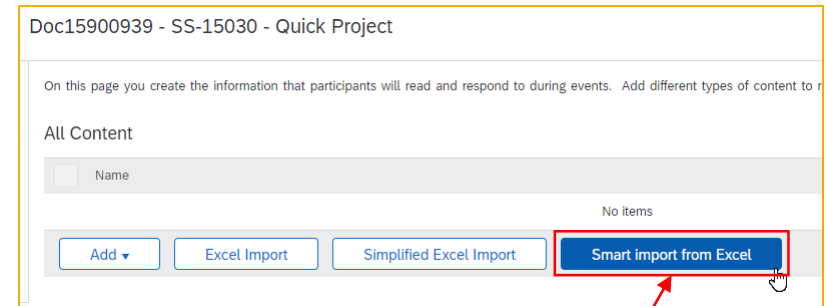 Doc15900939 - SS-15030 - Quick Project
On this page you create the information that participants will read and respond to during events. Add different types of content to
All Content
Name
No items
Add Excel Import Simplified Excel Import Smart import from Excel